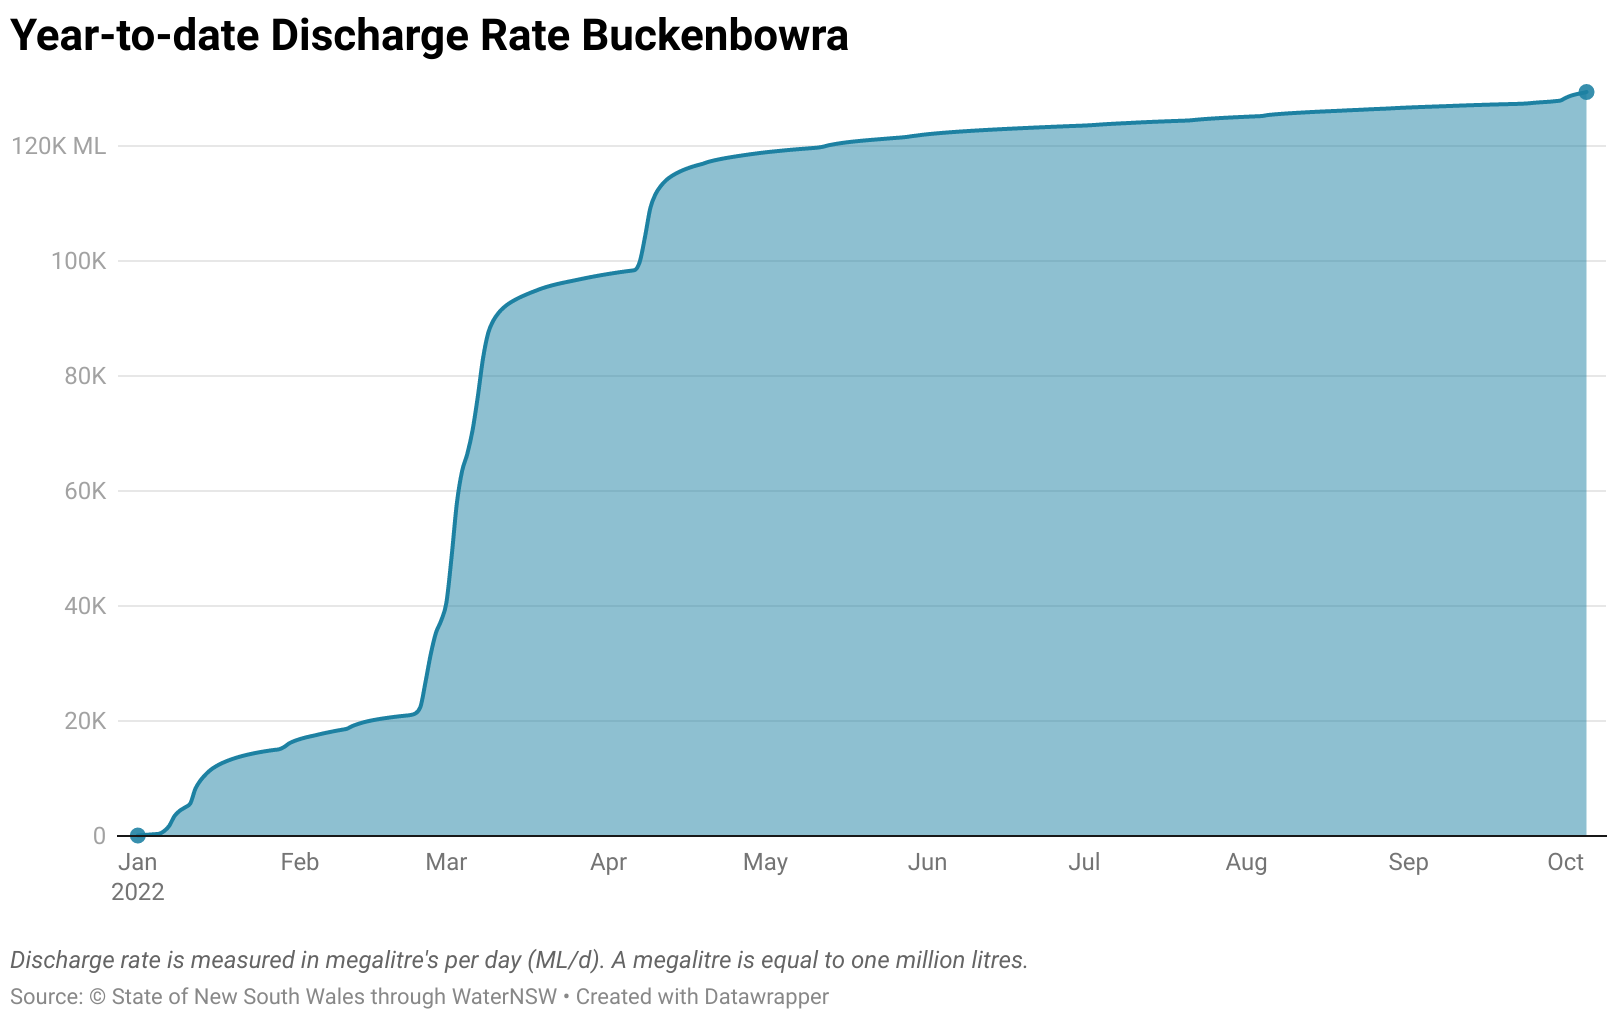 Year-to-date Discharge Rate Buckenbowra
120K ML
100K
80K
60K
40K
20K
0
Jan Feb Mar Apr May Jun Jul Aug Sep Oct
2022
Discharge rate is measured in megalitre's per day (ML/d). A megalitre is equal to one million litres.
Source: © State of New South Wales through WaterNSW • Created with Datawrapper